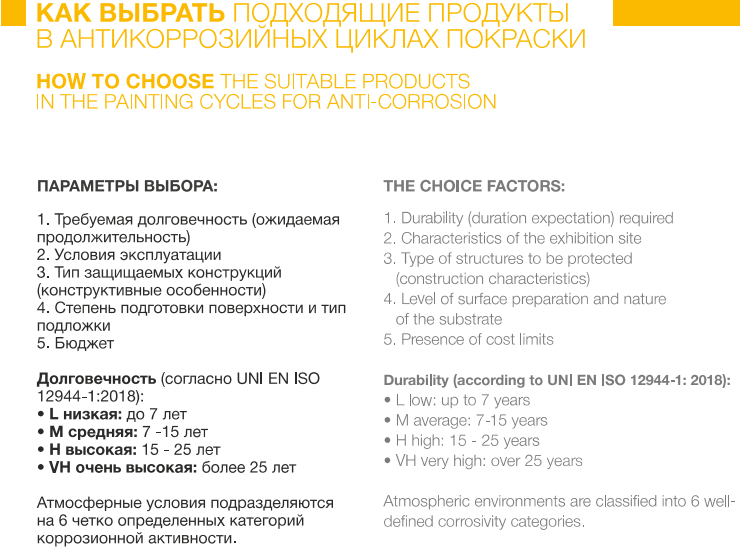 КАК ВЫБРАТЬ ПОДХОДЯЩИЕ ПРОДУКТЫ
В АНТИКОРРОЗИЙНЫХ ЦИКЛАХ ПОКРАСКИ
HOW TO CHOOSE THE SUITABLE PRODUCTS
IN THE PAINTING CYCLES FOR ANTI-CORROSION
ПАРАМЕТРЫ ВЫБОРА:
1. Требуемая долговечность (ожидаемая
продолжительность)
2. Условия эксплуатации
3. Тип защищаемых конструкций
(конструктивные особенности)
4. Степень подготовки поверхности и тип
подложки
5. Бюджет
Долговечность (согласно UNI EN ISO
12944-1:2018):
• L низкая: до 7 лет
• M средняя: 7 -15 лет
• H высокая: 15 - 25 лет
• VH очень высокая: более 25 лет
Атмосферные условия подразделяются
на 6 четко определенных категорий
коррозионной активности.
THE CHOICE FACTORS:
1. Durability (duration expectation) required
2. Characteristics of the exhibition site
3. Type of structures to be protected
(construction characteristics)
4. Level of surface preparation and nature
of the substrate
5. Presence of cost limits
Durability (according to UNI EN ISO 12944-1: 2018):
• L low: up to 7 years
• M average: 7-15 years
• H high: 15 - 25 years
• VH very high: over 25 years
Atmospheric environments are classified into 6 well-
defined corrosivity categories.